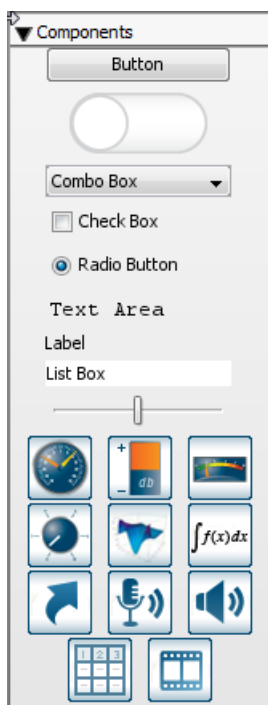 Components
Button
Combo Box
Check Box
Radio Button
Text Area
Label
List Box
+
− db
∫f(x)dx
1 2 3